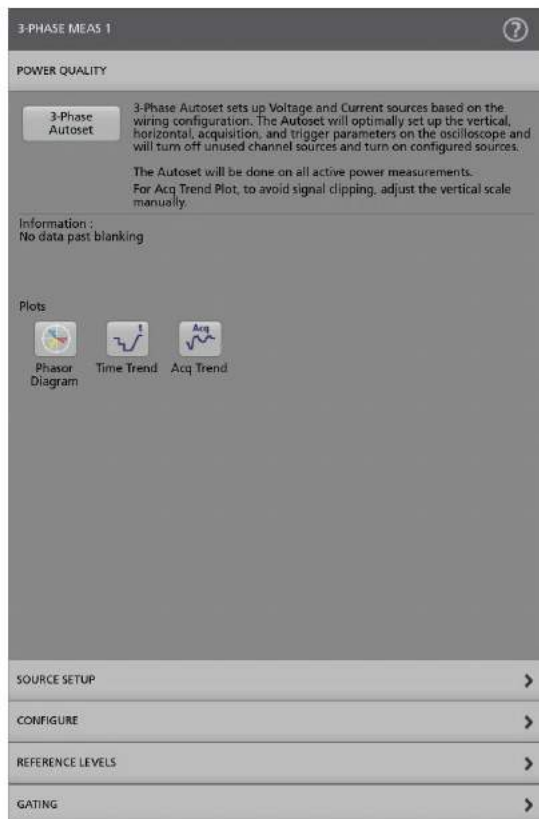 3-PHASE MEAS 1
POWER QUALITY
3-Phase
Autoset
3-Phase Autoset sets up Voltage and Current sources based on the
wiring configuration. The Autoset will optimally set up the vertical,
horizontal, acquisition, and trigger parameters on the oscilloscope and
will turn off unused channel sources and turn on configured sources.
The Autoset will be done on all active power measurements.
For Acq Trend Plot, to avoid signal clipping, adjust the vertical scale
manually.
Information :
No data past blanking
Plots
t
Acq
Phasor
Diagram
Time Trend
Acq Trend
SOURCE SETUP
CONFIGURE
REFERENCE LEVELS
GATING